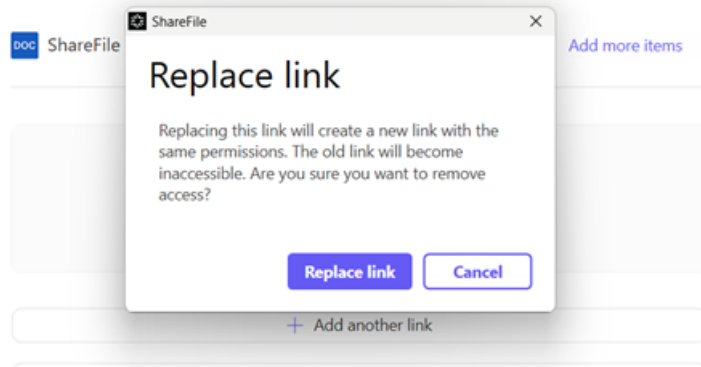 ShareFile
DOC ShareFile
Add more items
Replace link
Replacing this link will create a new link with the
same permissions. The old link will become
inaccessible. Are you sure you want to remove
access?
Replace link
Cancel
+ Add another link